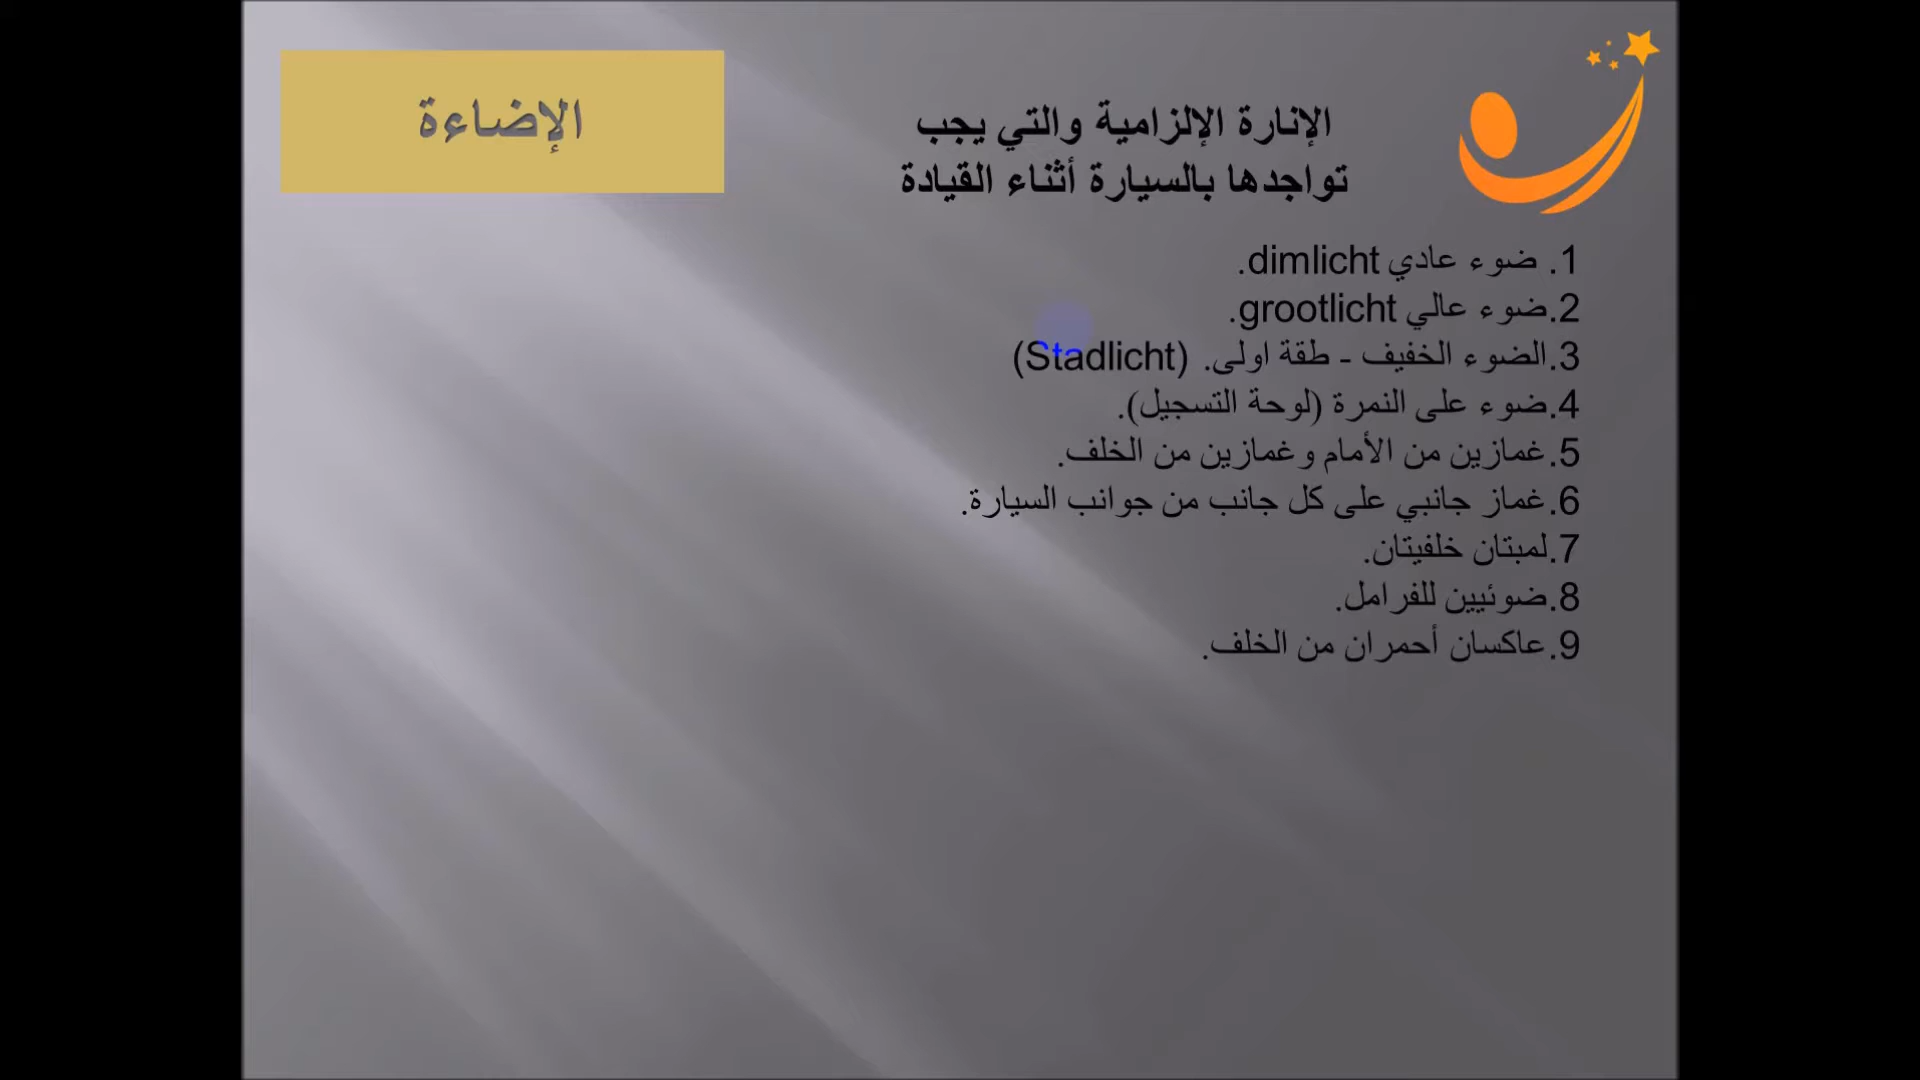 الإضاءة
الإنارة الإلزامية والتي يجب
تواجدها بالسيارة أثناء القيادة
1. ضوء عادي dimlicht.
2.ضوء عالي grootlicht.
3.الضوء الخفيف - طقة اولى. (Stadlicht)
4.ضوء على النمرة (لوحة التسجيل).
5.غمازين من الأمام وغمازين من الخلف.
6.غماز جانبي على كل جانب من جوانب السيارة.
7.لمبتان خلفيتان.
8.ضوئيين للفرامل.
9.عاكسان أحمران من الخلف.